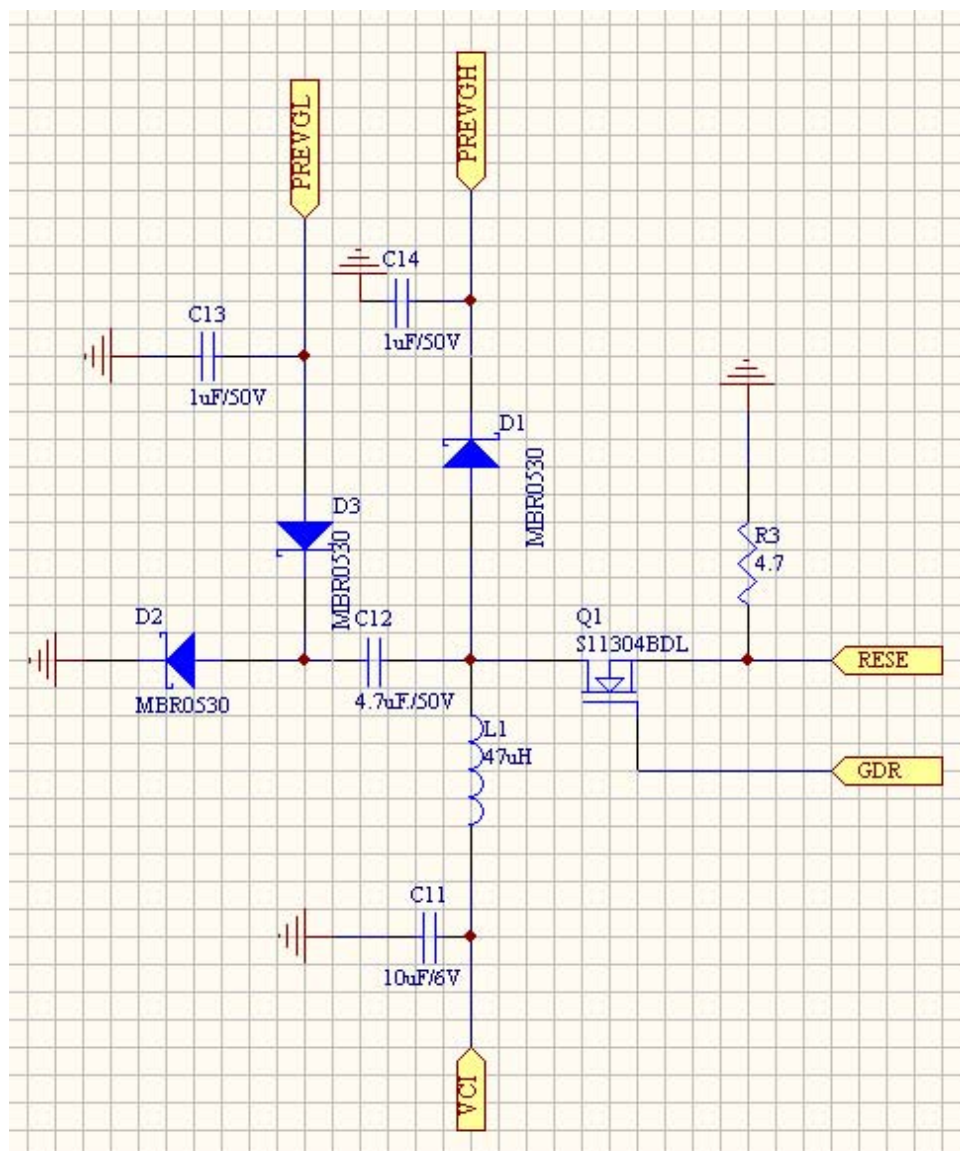 PREVGL
PREVGH
C14
1uF/50V
C13
1uF/50V
D1
MBR0530
D3
MBR0530
R3
4.7
D2
MBR0530
C12
4.7uF/50V
Q1
S11304BDL
RESE
L1
47uH
GDR
C11
10uF/6V
VCI